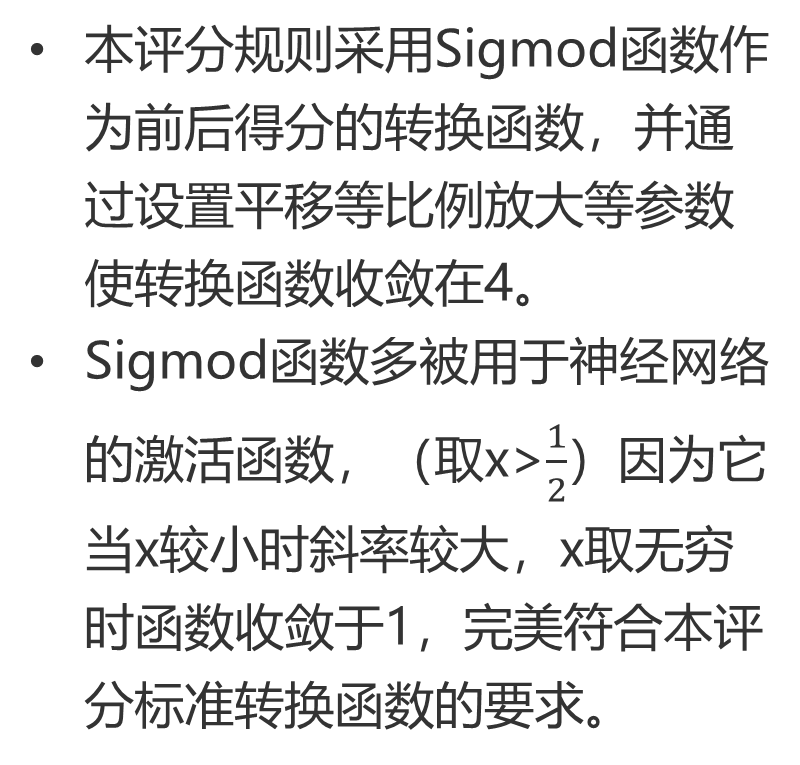 • 本评分规则采用Sigmod函数作
为前后得分的转换函数，并通
过设置平移等比例放大等参数
使转换函数收敛在4。
• Sigmod函数多被用于神经网络
的激活函数，（取x>1/2）因为它
当x较小时斜率较大，x取无穷
时函数收敛于1，完美符合本评
分标准转换函数的要求。